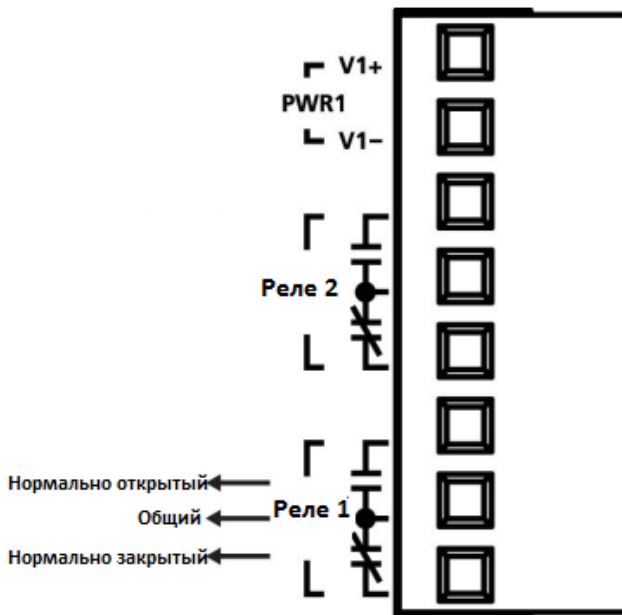 V1+
PWR1
V1−
Реле 2
Нормально открытый
Реле 1
Общий
Нормально закрытый